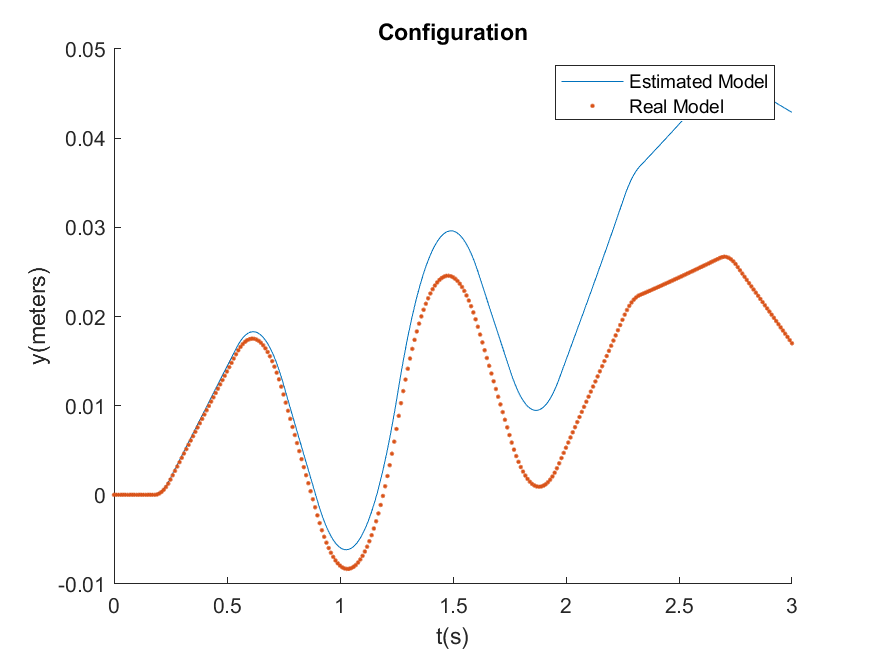 Configuration
0.05
0.04
0.03
0.02
0.01
0
-0.01
y(meters)
Estimated Model
Real Model
0 0.5 1 1.5 2 2.5 3
t(s)